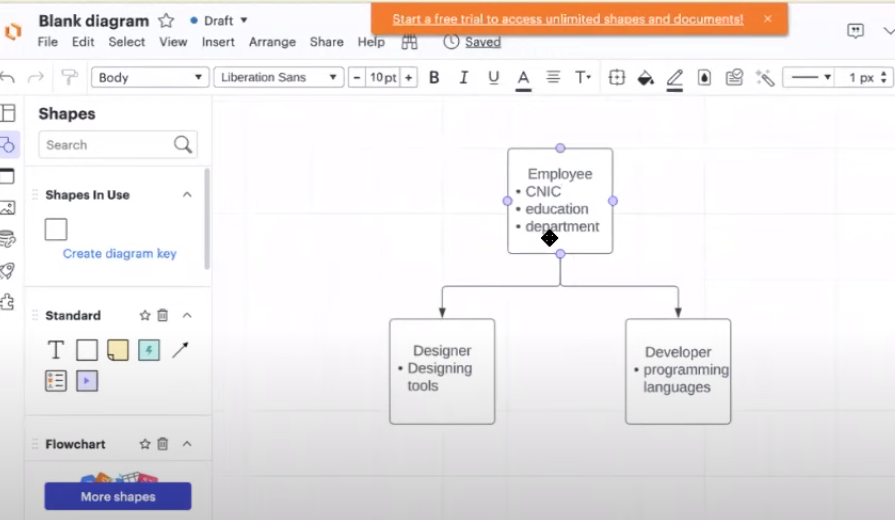 Blank diagram
Draft
Start a free trial to access unlimited shapes and documents!
File Edit Select View Insert Arrange Share Help
Saved
Body
Liberation Sans
− 10 pt +
B I U A T
1 px
Shapes
Search
Shapes In Use
Create diagram key
Standard
T
Flowchart
More shapes
Employee
• CNIC
• education
• department
Designer
• Designing
tools
Developer
• programming
languages